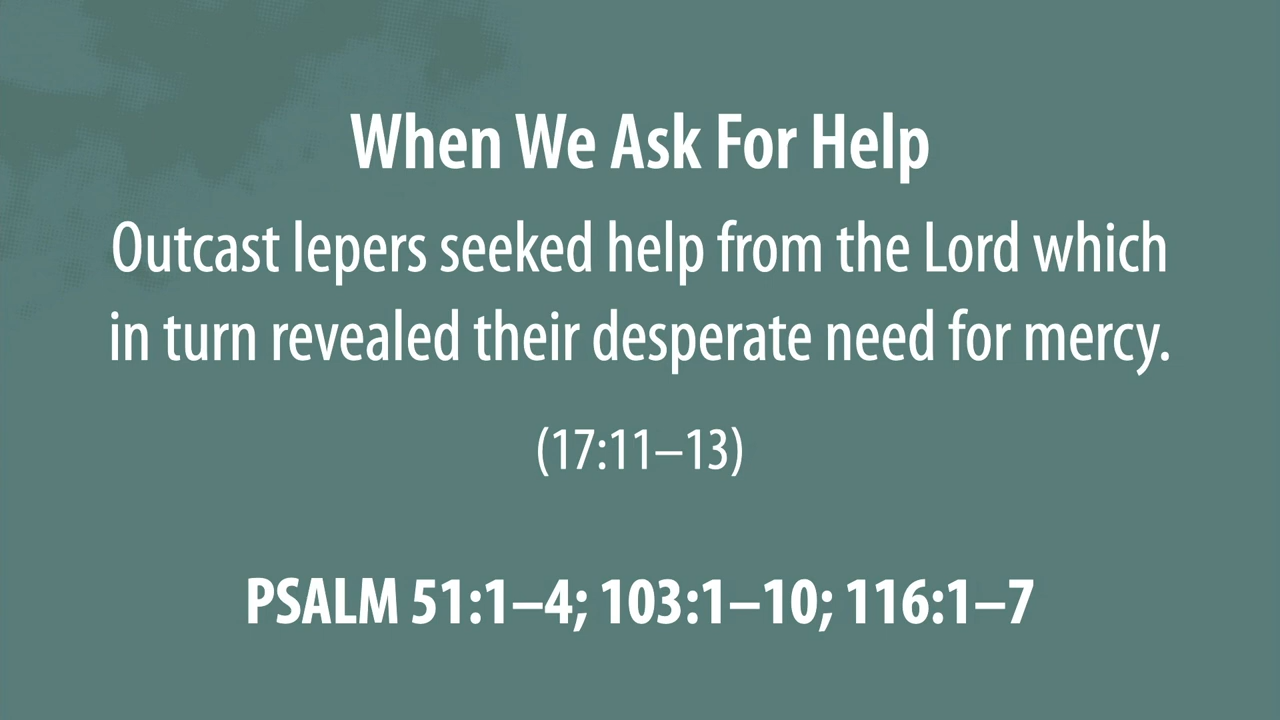 When We Ask For Help
Outcast lepers seeked help from the Lord which
in turn revealed their desperate need for mercy.
(17:11–13)
PSALM 51:1–4; 103:1–10; 116:1–7